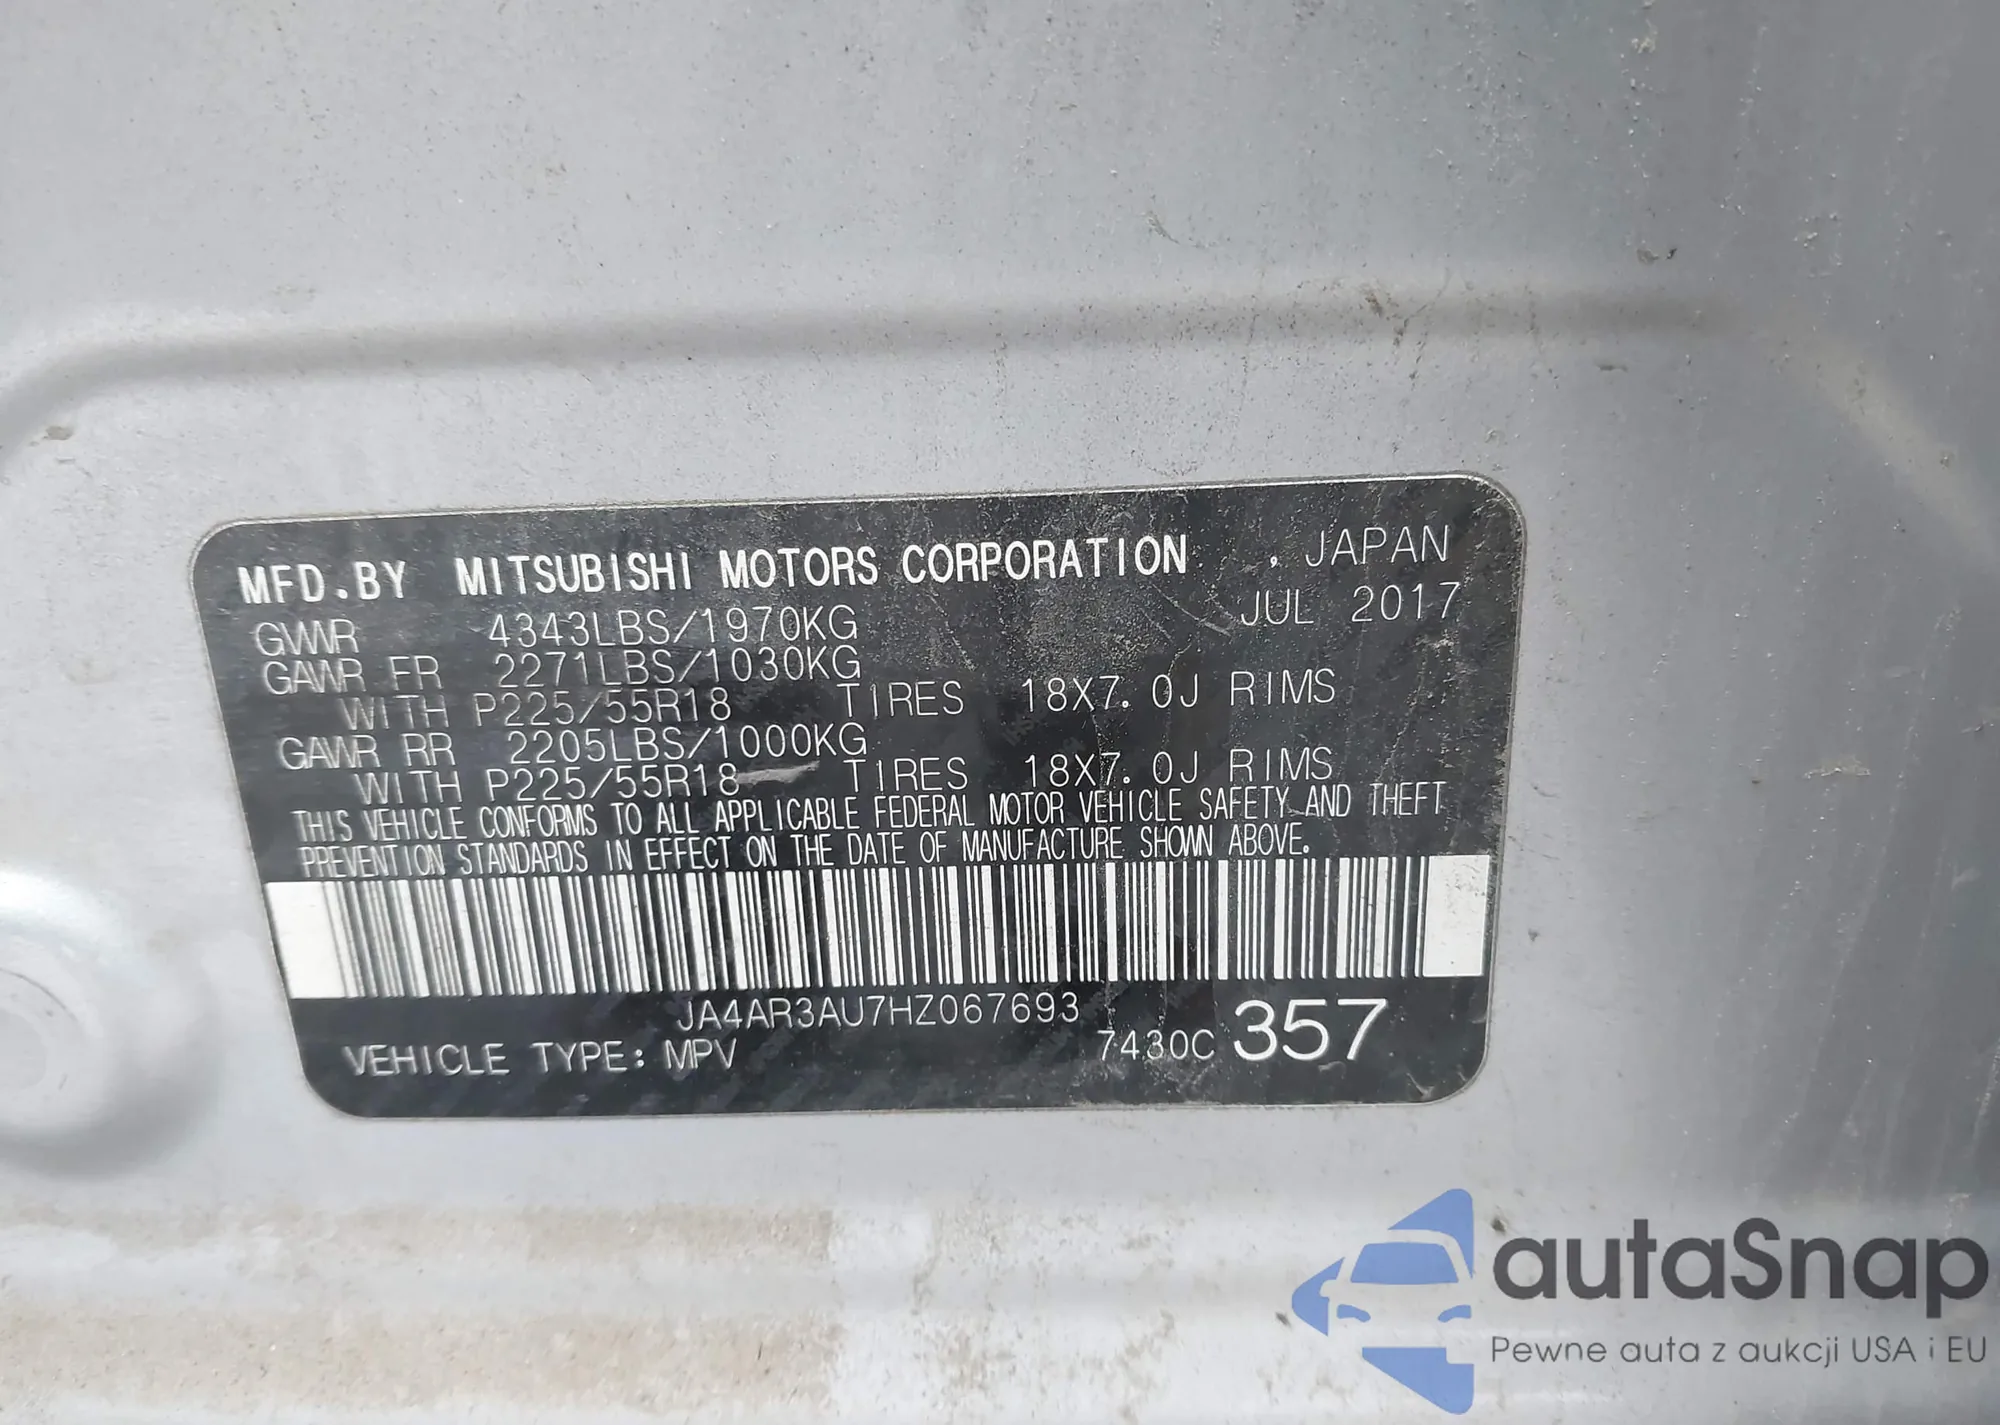 MFD.BY MITSUBISHI MOTORS CORPORATION , JAPAN
GVWR 4343LBS/1970KG JUL 2017
GAWR FR 2271LBS/1030KG
WITH P225/55R18 TIRES 18X7.0J RIMS
GAWR RR 2205LBS/1000KG
WITH P225/55R18 TIRES 18X7.0J RIMS
THIS VEHICLE CONFORMS TO ALL APPLICABLE FEDERAL MOTOR VEHICLE SAFETY AND THEFT
PREVENTION STANDARDS IN EFFECT ON THE DATE OF MANUFACTURE SHOWN ABOVE.
JA4AR3AU7HZ067693
VEHICLE TYPE: MPV 7430C 357
autaSnap
Pewne auta z aukcji USA i EU